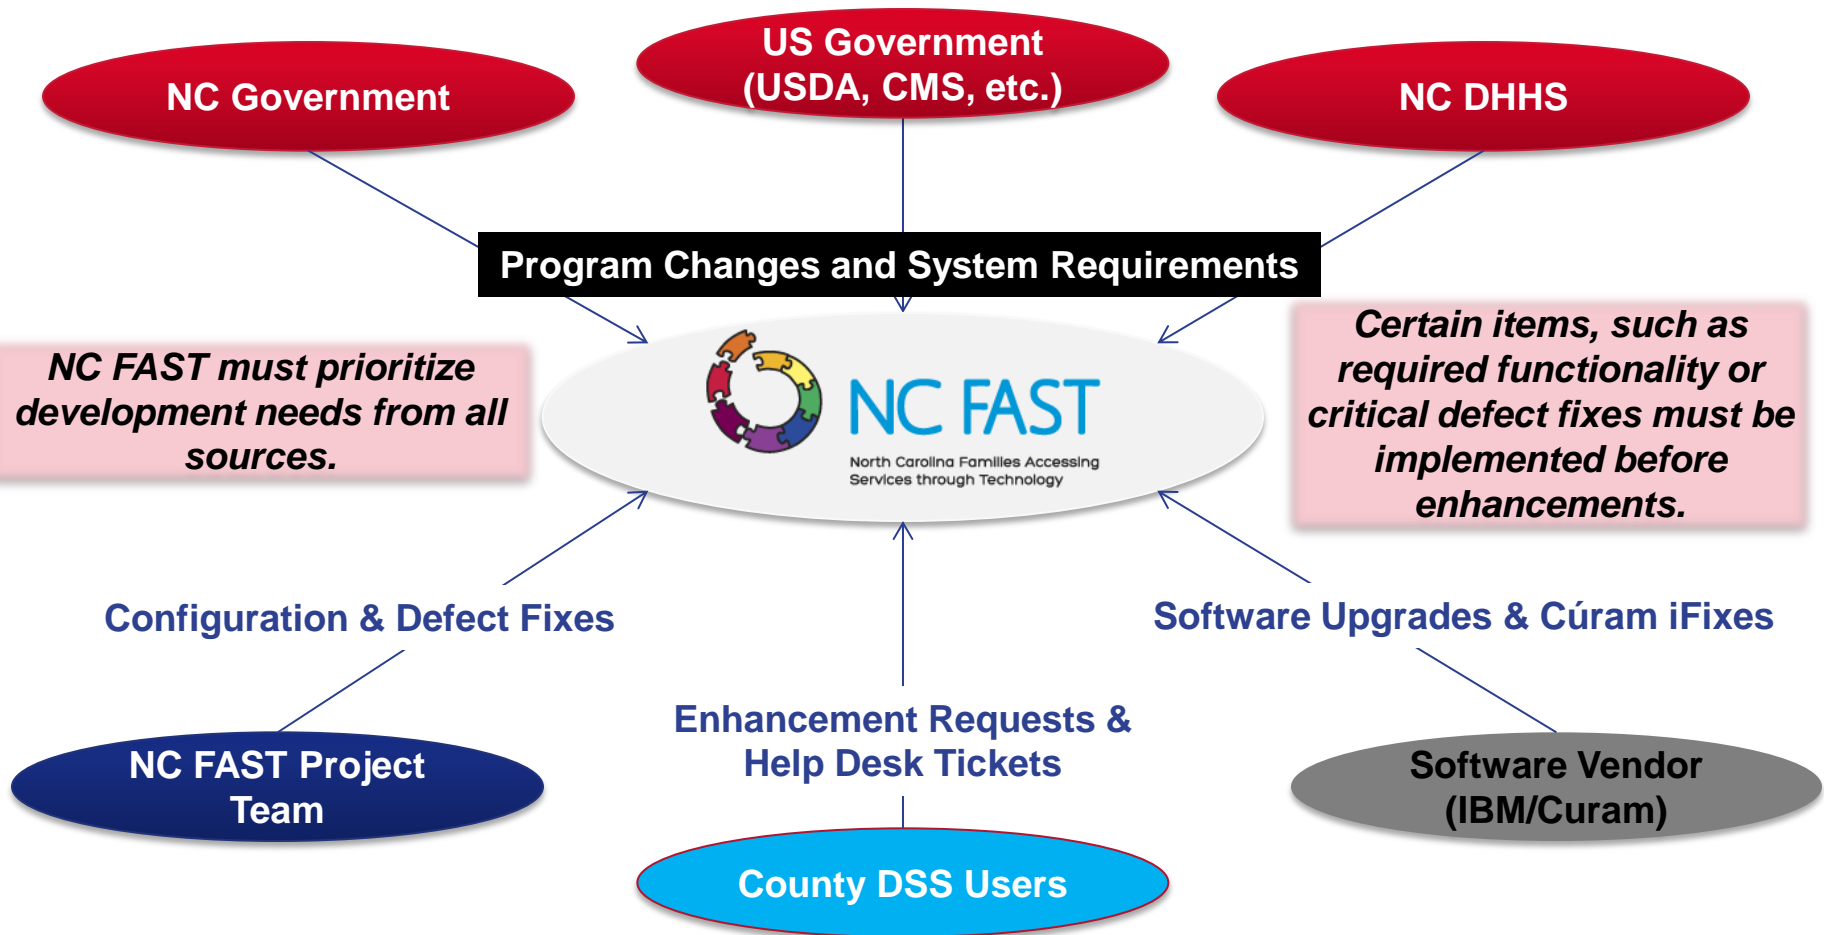 US Government
(USDA, CMS, etc.)
NC Government
NC DHHS
Program Changes and System Requirements
NC FAST must prioritize
development needs from all
sources.
NC FAST
North Carolina Families Accessing
Services through Technology
Certain items, such as
required functionality or
critical defect fixes must be
implemented before
enhancements.
Configuration & Defect Fixes
Software Upgrades & Cúram iFixes
Enhancement Requests &
Help Desk Tickets
NC FAST Project
Team
Software Vendor
(IBM/Curam)
County DSS Users